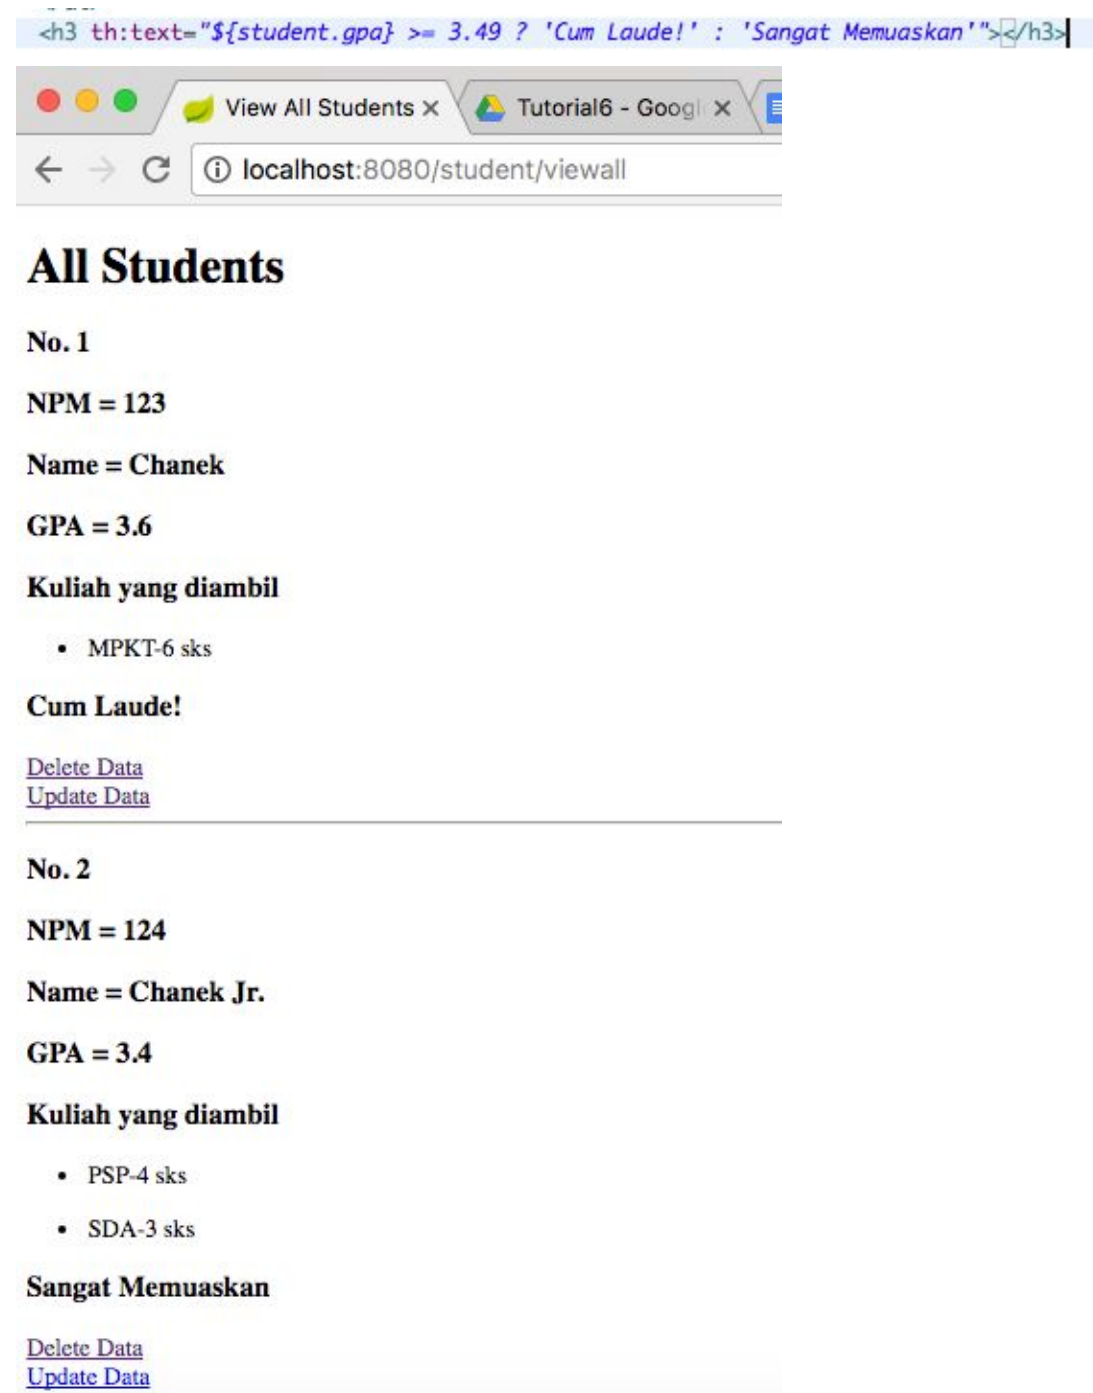 <h3 th:text="${student.gpa} >= 3.49 ? 'Cum Laude!' : 'Sangat Memuaskan'"></h3>
View All Students
Tutorial6 - Googl
localhost:8080/student/viewall
All Students
No. 1
NPM = 123
Name = Chanek
GPA = 3.6
Kuliah yang diambil
• MPKT-6 sks
Cum Laude!
Delete Data
Update Data
No. 2
NPM = 124
Name = Chanek Jr.
GPA = 3.4
Kuliah yang diambil
• PSP-4 sks
• SDA-3 sks
Sangat Memuaskan
Delete Data
Update Data